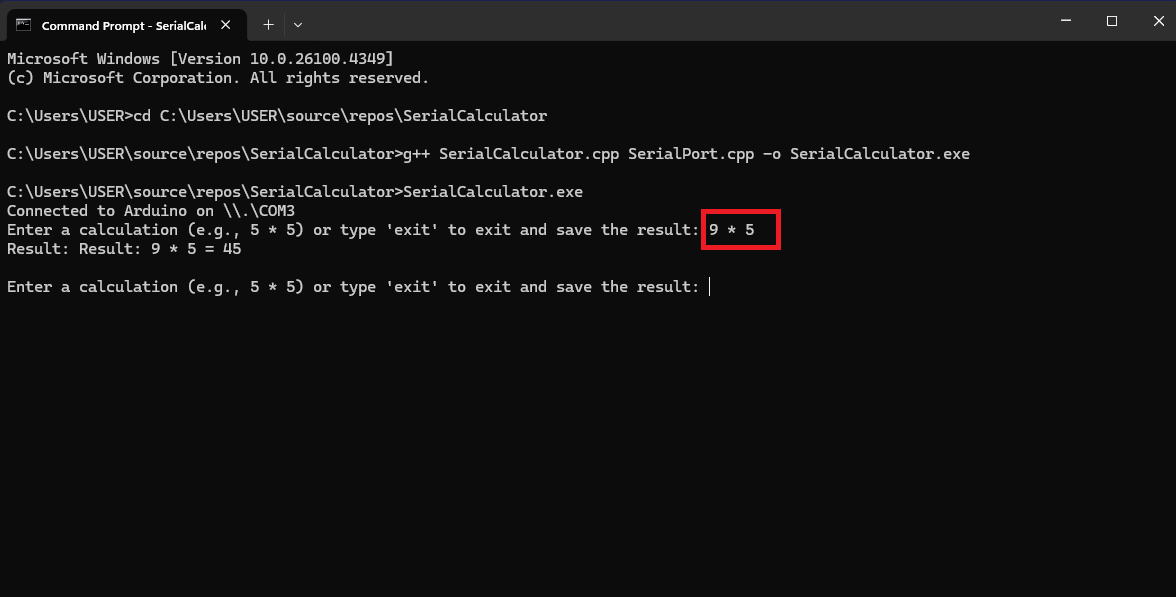 Command Prompt - SerialCal
Microsoft Windows [Version 10.0.26100.4349]
(c) Microsoft Corporation. All rights reserved.
C:\Users\USER>cd C:\Users\USER\source\repos\SerialCalculator
C:\Users\USER\source\repos\SerialCalculator>g++ SerialCalculator.cpp SerialPort.cpp -o SerialCalculator.exe
C:\Users\USER\source\repos\SerialCalculator>SerialCalculator.exe
Connected to Arduino on \\.\COM3
Enter a calculation (e.g., 5 * 5) or type 'exit' to exit and save the result: 9 * 5
Result: Result: 9 * 5 = 45
Enter a calculation (e.g., 5 * 5) or type 'exit' to exit and save the result: